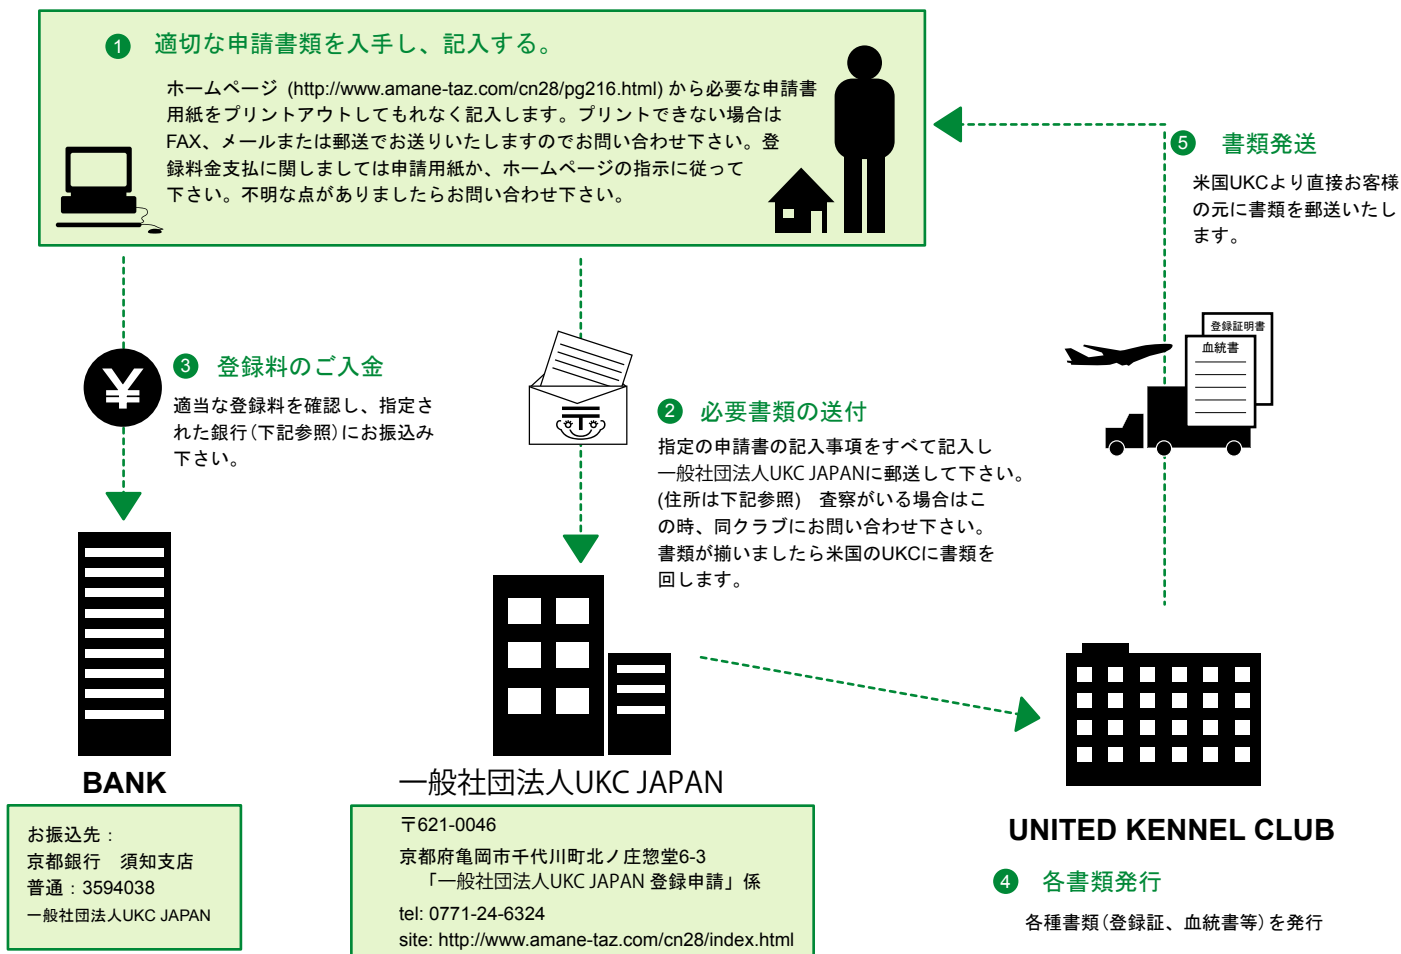 1 適切な申請書類を入手し、記入する。
ホームページ (http://www.amane-taz.com/cn28/pg216.html) から必要な申請書
用紙をプリントアウトしてもれなく記入します。プリントできない場合は
FAX、メールまたは郵送でお送りいたしますのでお問い合わせ下さい。登
録料金支払に関しましては申請用紙か、ホームページの指示に従って
下さい。不明な点がありましたらお問い合わせ下さい。
5 書類発送
米国UKCより直接お客様
の元に書類を郵送いたし
ます。
登録証明書
血統書
¥
3 登録料のご入金
適当な登録料を確認し、指定さ
れた銀行(下記参照)にお振込み
下さい。
〒
2 必要書類の送付
指定の申請書の記入事項をすべて記入し
一般社団法人UKC JAPANに郵送して下さい。
(住所は下記参照) 査察がいる場合はこ
の時、同クラブにお問い合わせ下さい。
書類が揃いましたら米国のUKCに書類を
回します。
BANK
お振込先：
京都銀行 須知支店
普通：3594038
一般社団法人UKC JAPAN
一般社団法人UKC JAPAN
〒621-0046
京都府亀岡市千代川町北ノ庄惣堂6-3
「一般社団法人UKC JAPAN 登録申請」係
tel: 0771-24-6324
site: http://www.amane-taz.com/cn28/index.html
UNITED KENNEL CLUB
4 各書類発行
各種書類(登録証、血統書等)を発行